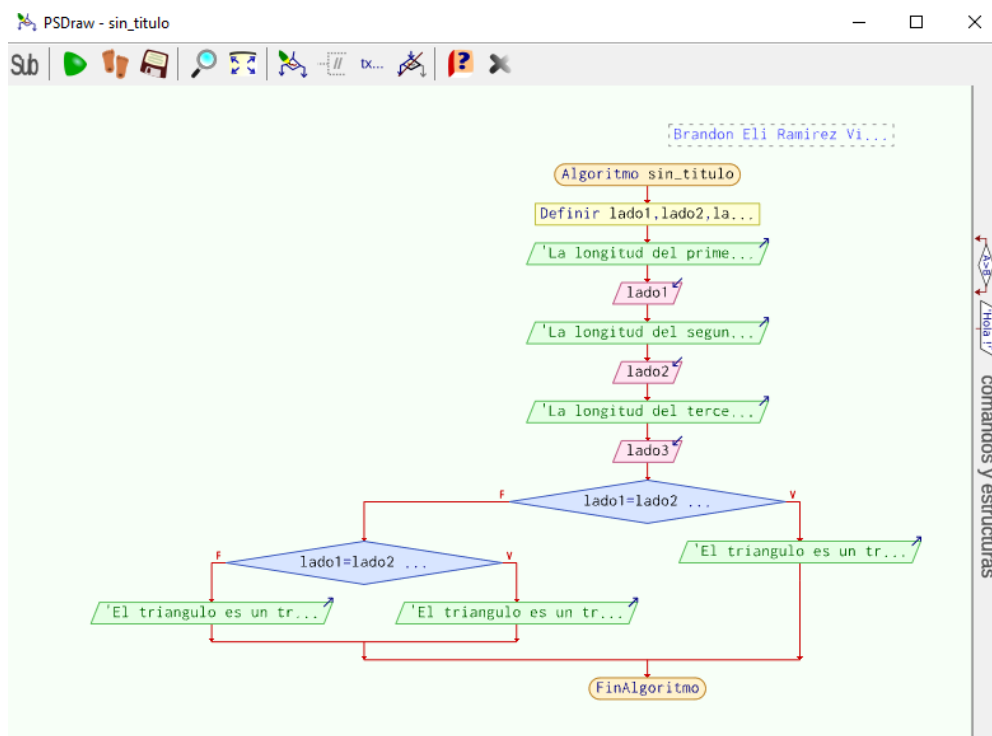 PSDraw - sin_titulo
Sub
tx...
Brandon Eli Ramirez Vi...
Algoritmo sin_titulo
Definir lado1,lado2,la...
'La longitud del prime...
lado1
'La longitud del segun...
lado2
'La longitud del terce...
lado3
lado1=lado2 ...
F
V
'El triangulo es un tr...
lado1=lado2 ...
F
V
'El triangulo es un tr...
'El triangulo es un tr...
FinAlgoritmo
A>B
'Hola !'
comandos y estructuras